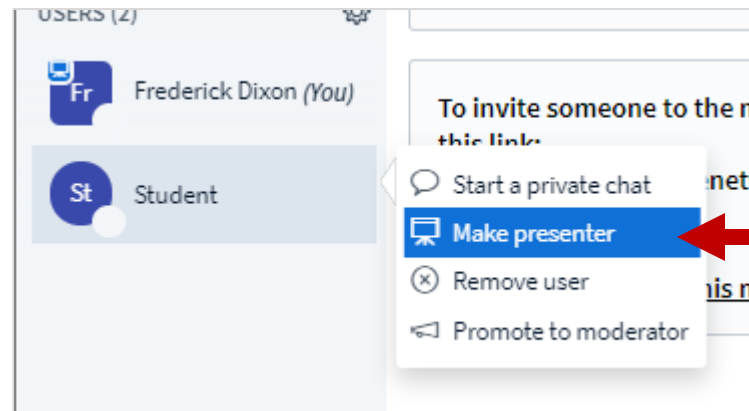 USERS (2)
Fr
Frederick Dixon (You)
St
Student
To invite someone to the
this link:
Start a private chat
Make presenter
Remove user
Promote to moderator